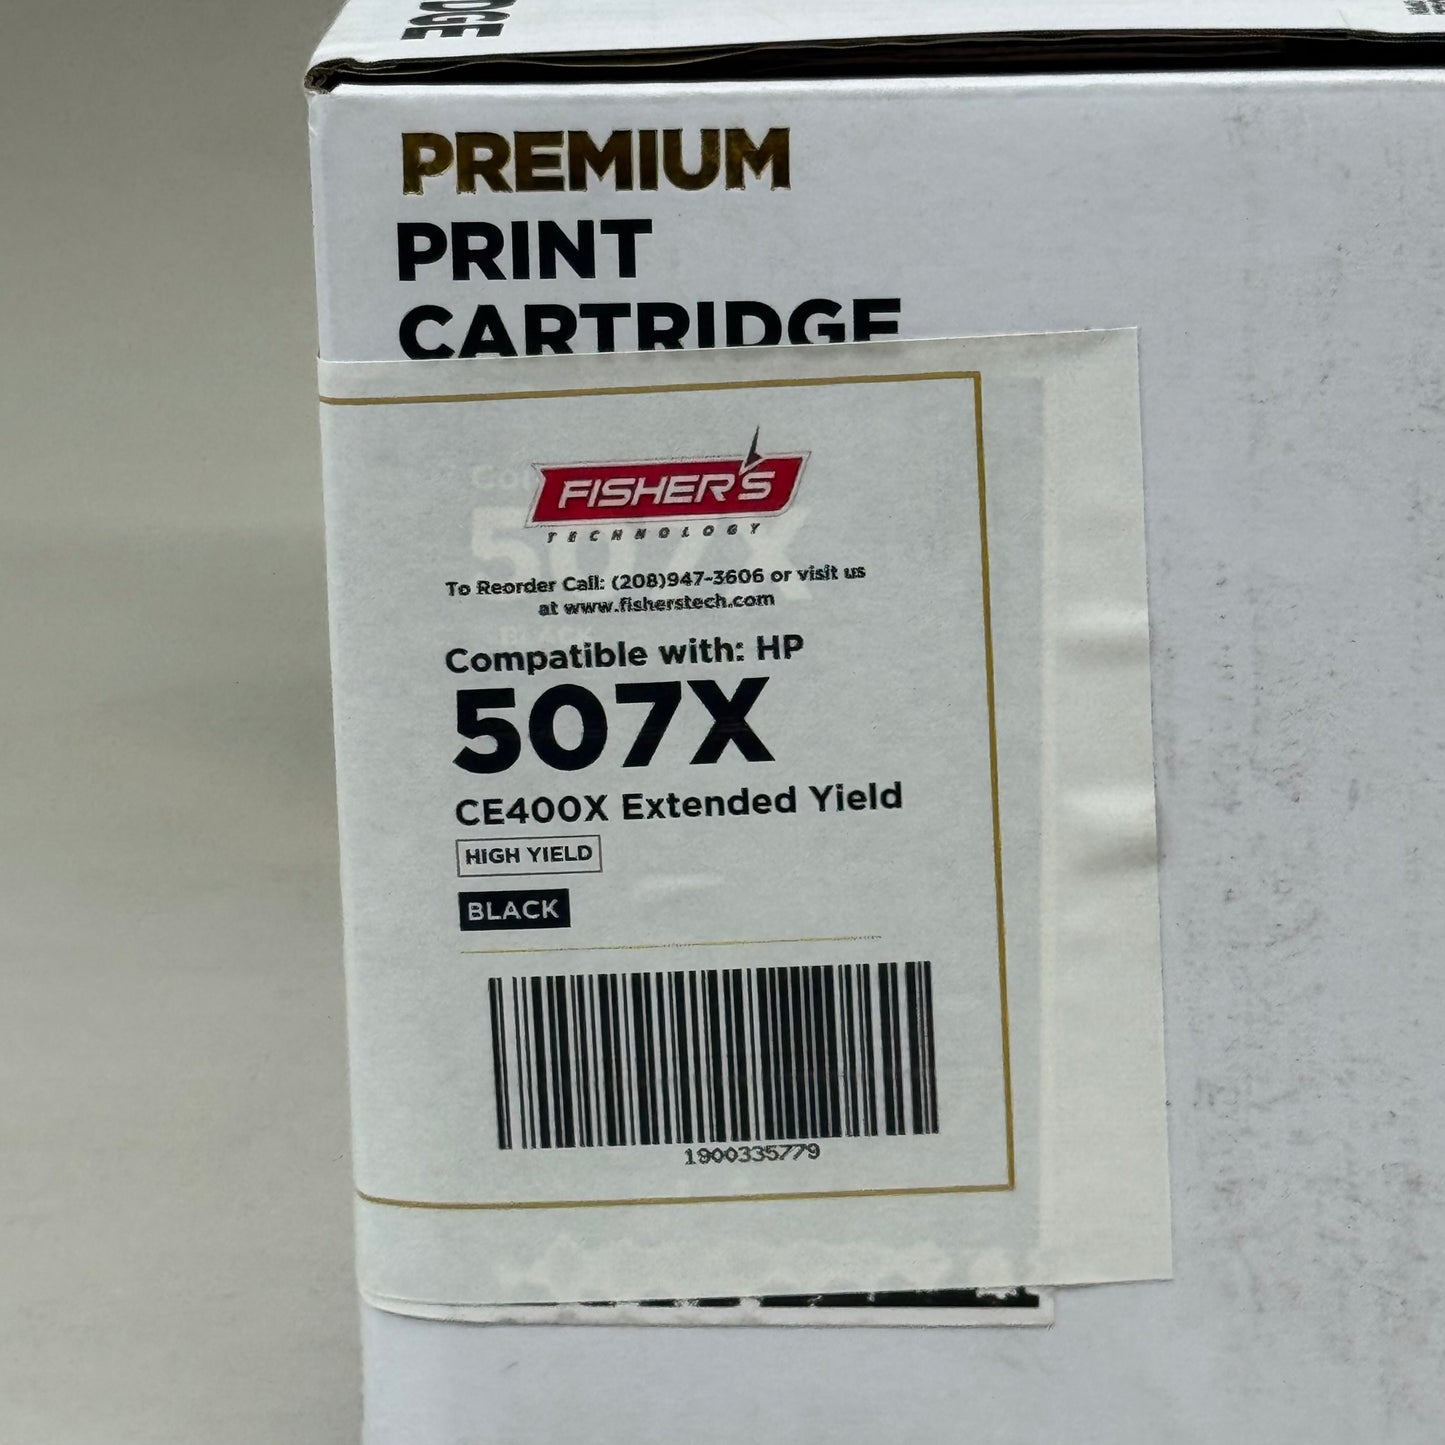 DGE
PREMIUM
PRINT
CARTRIDGE
FISHER'S
TECHNOLOGY
To Reorder Call: (208)947-3606 or visit us
at www.fisherstech.com
Compatible with: HP
507X
CE400X Extended Yield
HIGH YIELD
BLACK
1900335779